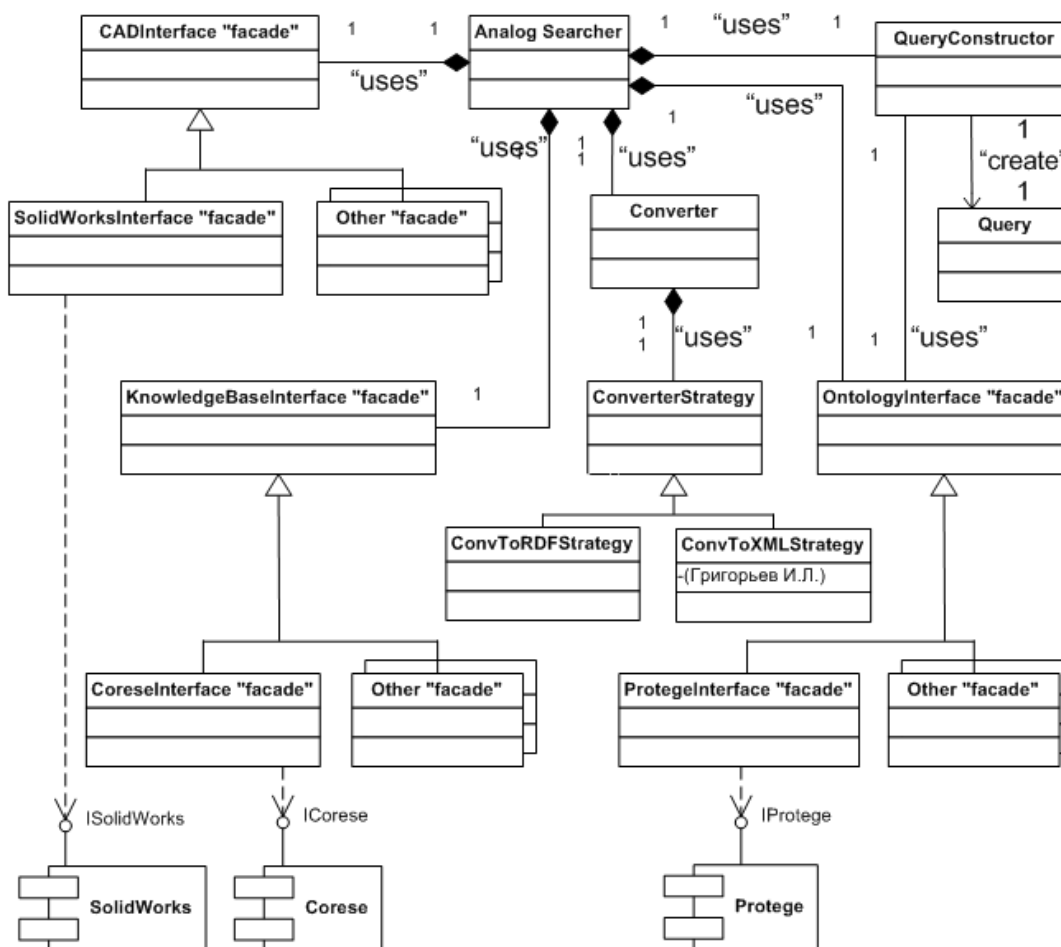 CADInterface "facade"
1
1
Analog Searcher
1
“uses”
1
QueryConstructor
“uses”
“uses”
“uses”
1
1
1
“uses”
1
1
1
“create”
1
SolidWorksInterface "facade"
Other "facade"
Converter
Query
1
1
“uses”
1
1
“uses”
KnowledgeBaseInterface "facade"
1
ConverterStrategy
OntologyInterface "facade"
ConvToRDFStrategy
ConvToXMLStrategy
-(Григорьев И.Л.)
CoreseInterface "facade"
Other "facade"
ProtegeInterface "facade"
Other "facade"
ISolidWorks
ICorese
IProtege
SolidWorks
Corese
Protege